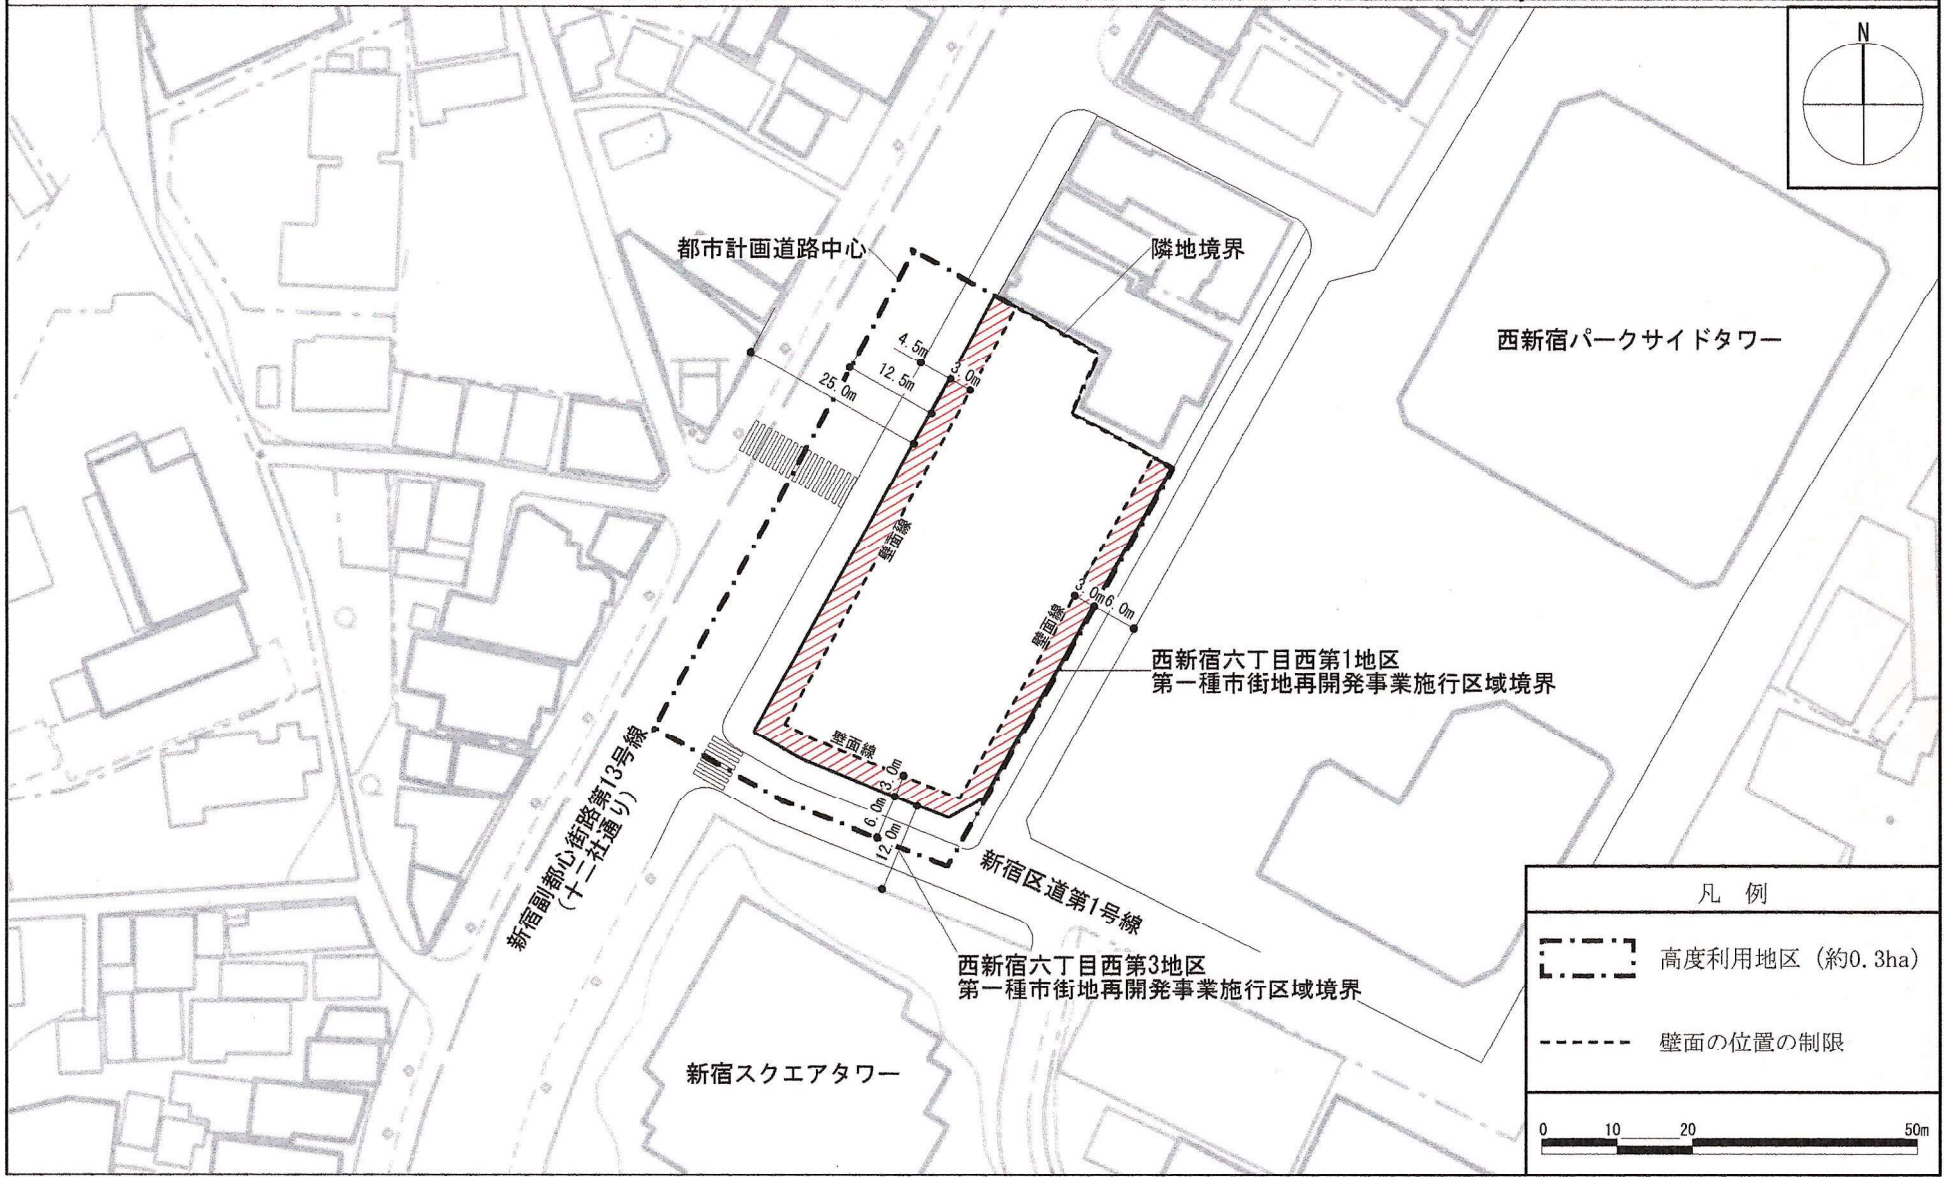 N
都市計画道路中心
隣地境界
西新宿パークサイドタワー
4.5m
3.0m
12.5m
25.0m
壁面線
3.0m
6.0m
壁面線
西新宿六丁目西第1地区
第一種市街地再開発事業施行区域境界
壁面線
3.0m
6.0m
12.0m
新宿副都心街路第13号線
(十二社通り)
新宿区道第1号線
西新宿六丁目西第3地区
第一種市街地再開発事業施行区域境界
新宿スクエアタワー
凡 例
高度利用地区 (約0.3ha)
壁面の位置の制限
0 10 20 50m